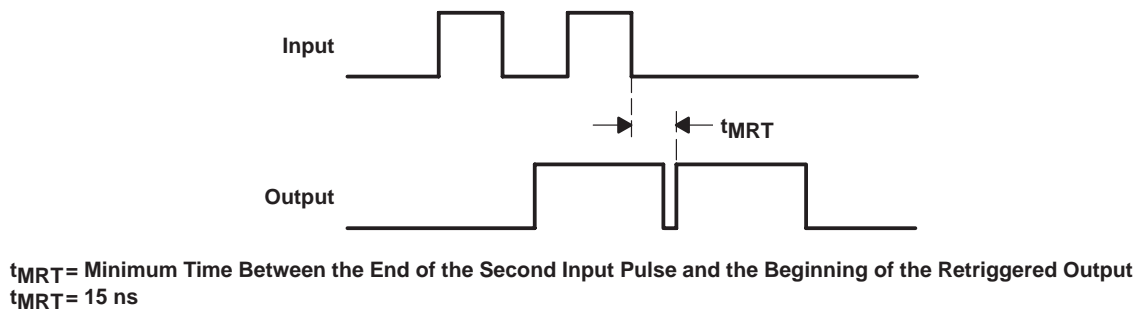 Input
tMRT
Output
tMRT = Minimum Time Between the End of the Second Input Pulse and the Beginning of the Retriggered Output
tMRT = 15 ns